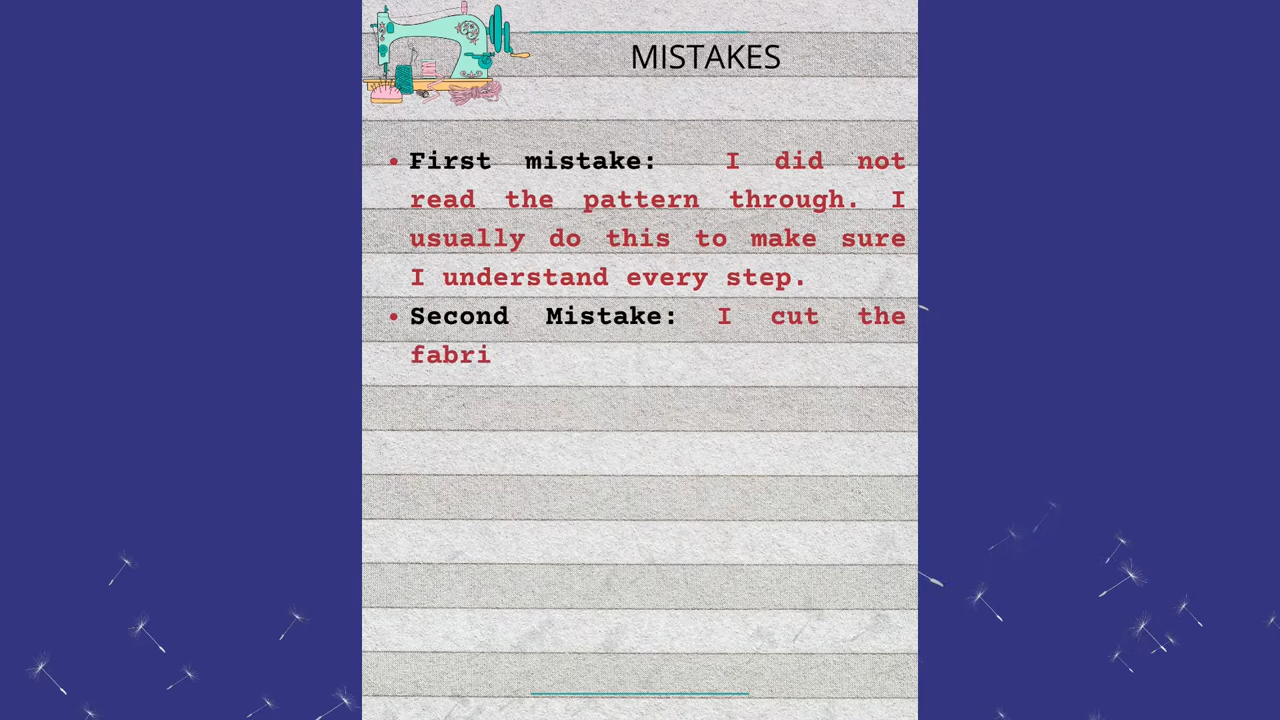 MISTAKES
• First mistake: I did not
read the pattern through. I
usually do this to make sure
I understand every step.
• Second Mistake: I cut the
fabri